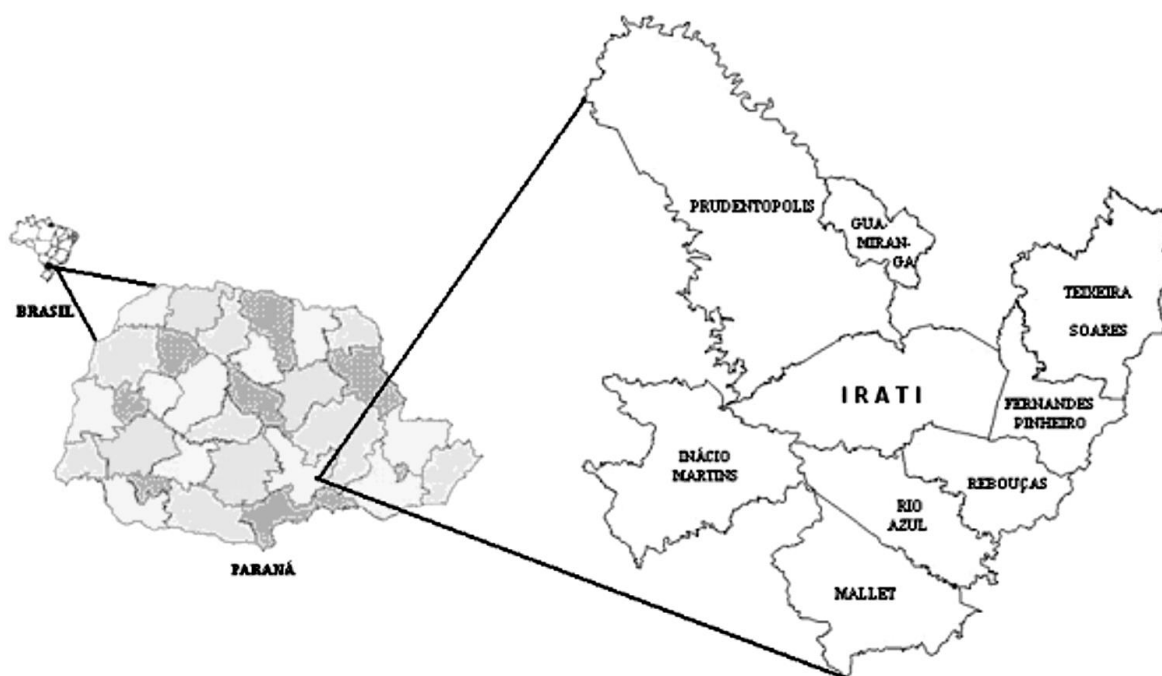 BRASIL
PARANÁ
PRUDENTOPOLIS
GUA-
MIRAN-
GA
TEIXEIRA
SOARES
IRATI
FERNANDES
PINHEIRO
INÁCIO
MARTINS
REBOUÇAS
RIO
AZUL
MALLET